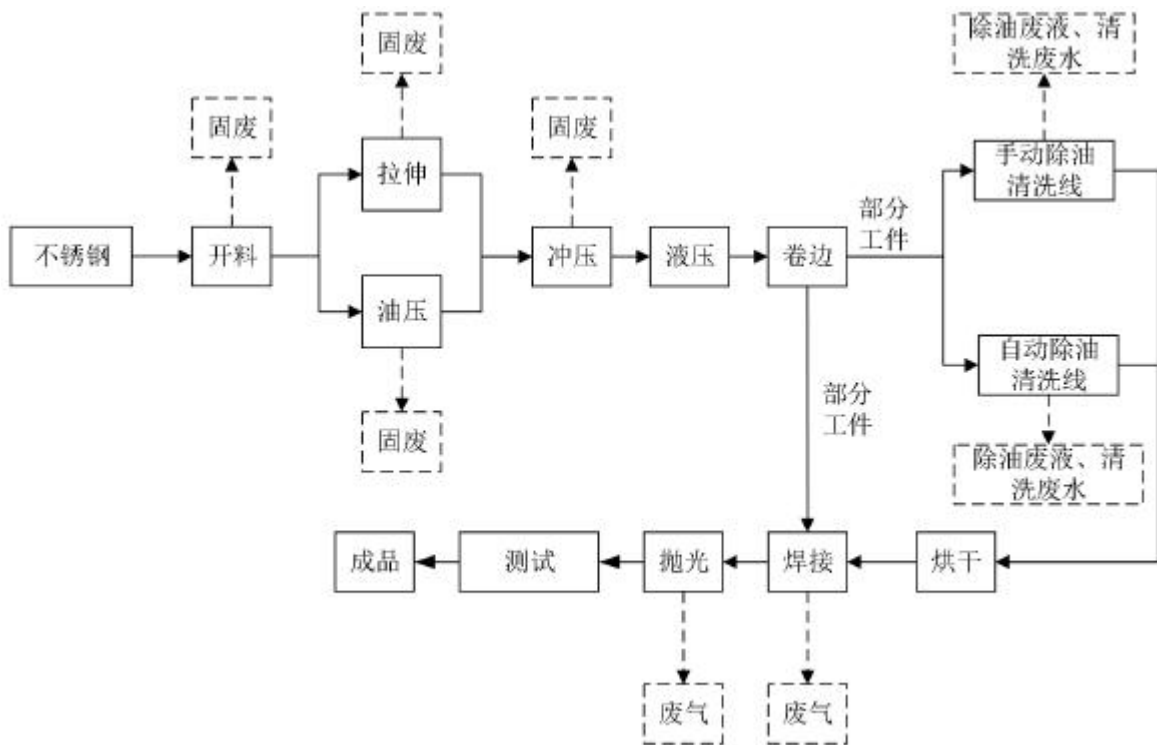 固废
除油废液、清
洗废水
固废
固废
拉伸
手动除油
清洗线
部分
工件
不锈钢
开料
冲压
液压
卷边
油压
自动除油
清洗线
部分
工件
固废
除油废液、清
洗废水
成品
测试
抛光
焊接
烘干
废气
废气